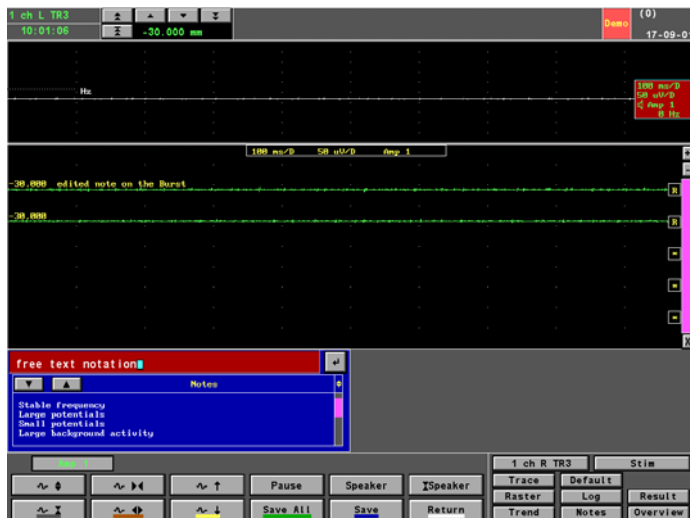 1 ch L TR3
10:01:06
-30.000 mm
Demo
(0)
17-09-01
Hz
100 ms/D
50 uV/D
Amp 1
0 Hz
100 ms/D 50 uV/D Amp 1
-30.000 edited note on the Burst
R
-30.000
R
X
free text notation
Notes
Stable frequency
Large potentials
Small potentials
Large background activity
Amp 1
1 ch R TR3 Stim
Pause Speaker Speaker
Trace Default
Raster Log Result
Save All Save Return
Trend Notes Overview